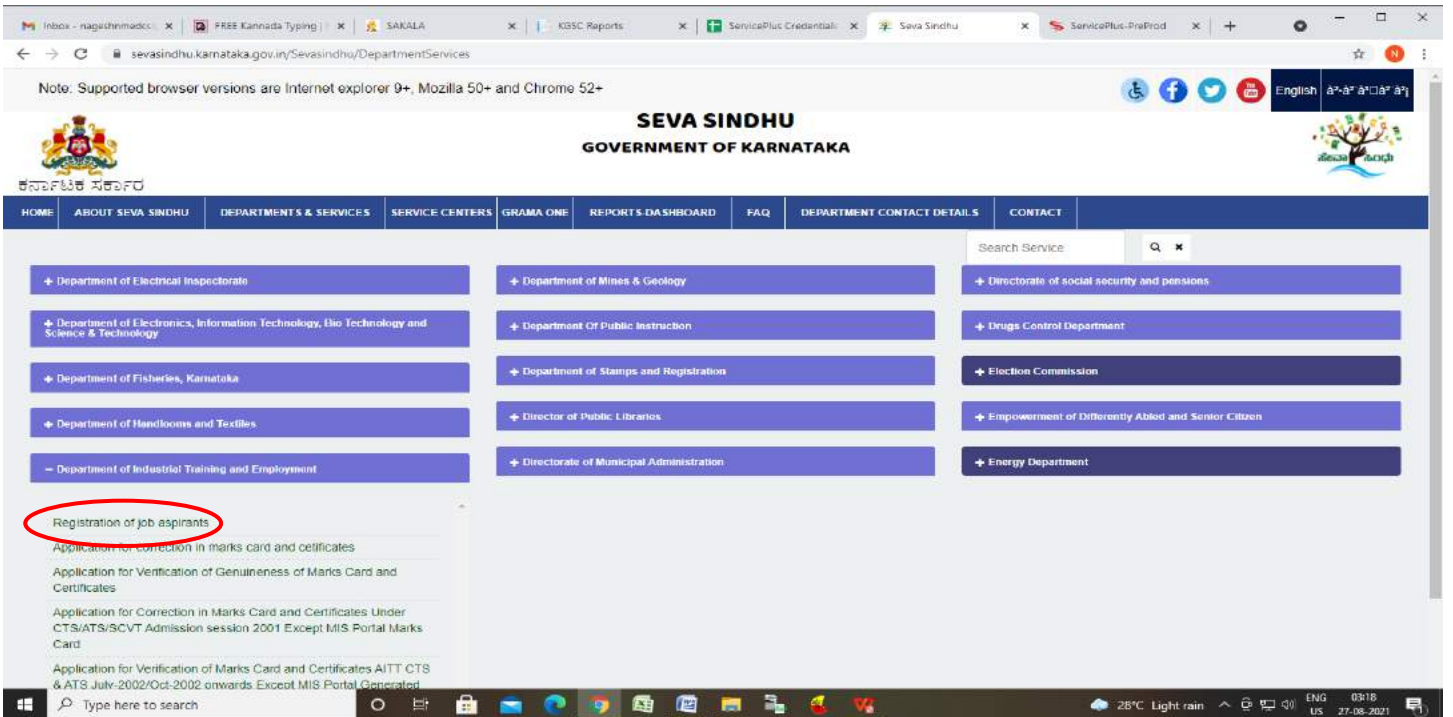 Inbox - nageshnmadcs
FREE Kannada Typing |
SAKALA
KGSC Reports
ServicePlus Credentials
Seva Sindhu
ServicePlus-PreProd
sevasindhu.karnataka.gov.in/Sevasindhu/DepartmentServices
N
Note: Supported browser versions are Internet explorer 9+, Mozilla 50+ and Chrome 52+
English
SEVA SINDHU
GOVERNMENT OF KARNATAKA
ಕರ್ನಾಟಕ ಸರ್ಕಾರ
ಸೇವಾ ಸಿಂಧು
HOME ABOUT SEVA SINDHU DEPARTMENTS & SERVICES SERVICE CENTERS GRAMA ONE REPORTS-DASHBOARD FAQ DEPARTMENT CONTACT DETAILS CONTACT
Search Service
+ Department of Electrical Inspectorate
+ Department of Mines & Geology
+ Directorate of social security and pensions
+ Department of Electronics, Information Technology, Bio Technology and
Science & Technology
+ Department Of Public Instruction
+ Drugs Control Department
+ Department of Fisheries, Karnataka
+ Department of Stamps and Registration
+ Election Commission
+ Department of Handlooms and Textiles
+ Director of Public Libraries
+ Empowerment of Differently Abled and Senior Citizen
− Department of Industrial Training and Employment
+ Directorate of Municipal Administration
+ Energy Department
Registration of job aspirants
Application for correction in marks card and cetificates
Application for Verification of Genuineness of Marks Card and
Certificates
Application for Correction in Marks Card and Certificates Under
CTS/ATS/SCVT Admission session 2001 Except MIS Portal Marks
Card
Application for Verification of Marks Card and Certificates AITT CTS
& ATS July-2002/Oct-2002 onwards Except MIS Portal Generated
Type here to search
28°C Light rain
ENG
US
03:18
27-08-2021